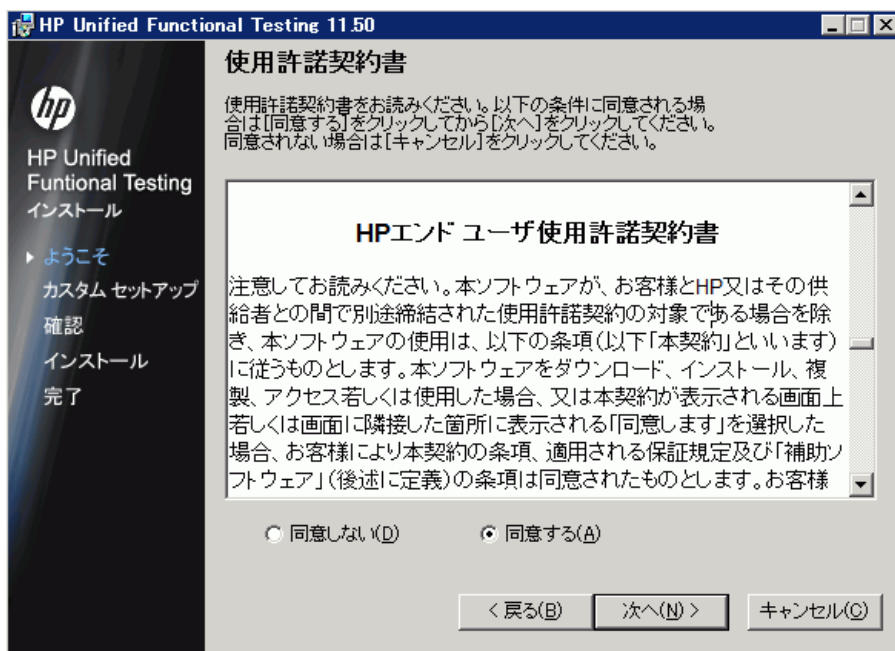 HP Unified Functional Testing 11.50
hp
HP Unified
Funtional Testing
インストール
ようこそ
カスタム セットアップ
確認
インストール
完了
使用許諾契約書
使用許諾契約書をお読みください。以下の条件に同意される場
合は[同意する]をクリックしてから[次へ]をクリックしてください。
同意されない場合は[キャンセル]をクリックしてください。
HPエンド ユーザ使用許諾契約書
注意してお読みください。本ソフトウェアが、お客様とHP又はその供
給者との間で別途締結された使用許諾契約の対象である場合を除
き、本ソフトウェアの使用は、以下の条項(以下「本契約」といいます)
に従うものとします。本ソフトウェアをダウンロード、インストール、複
製、アクセス若しくは使用した場合、又は本契約が表示される画面上
若しくは画面に隣接した箇所に表示される「同意します」を選択した
場合、お客様により本契約の条項、適用される保証規定及び「補助ソ
フトウェア」(後述に定義)の条項は同意されたものとします。お客様
同意しない(D)
同意する(A)
< 戻る(B)
次へ(N) >
キャンセル(C)